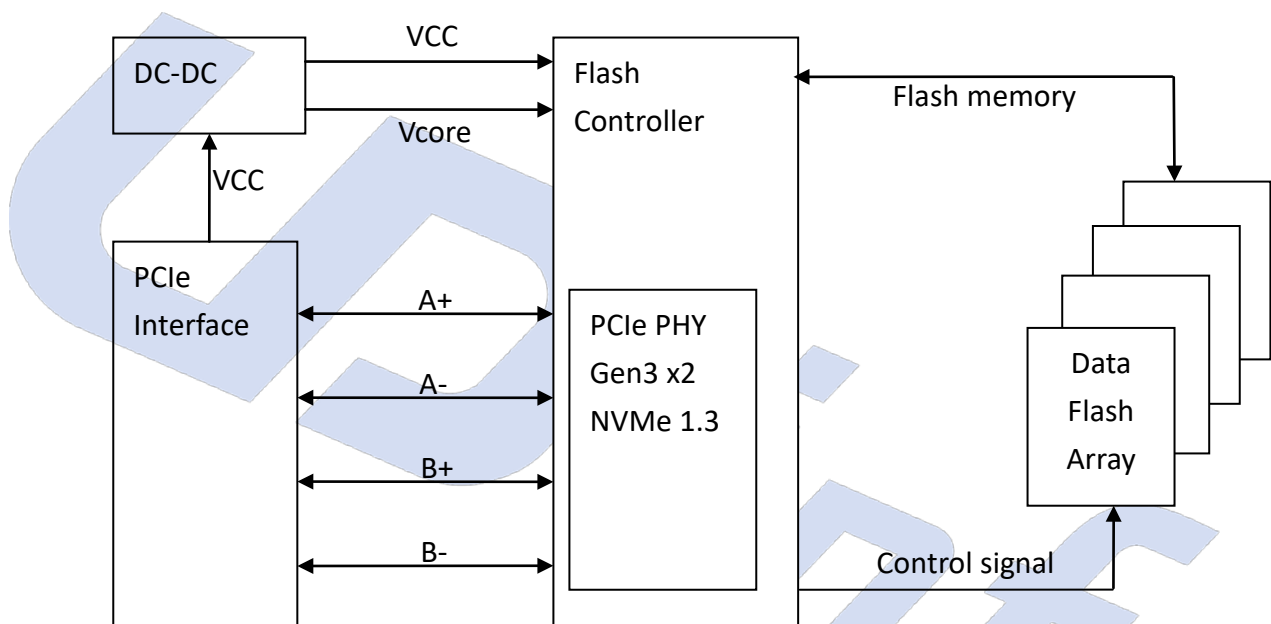 VCC
DC-DC
Flash
Controller
Flash memory
Vcore
VCC
PCIe
Interface
A+
PCIe PHY
Gen3 x2
NVMe 1.3
A-
B+
B-
Data
Flash
Array
Control signal